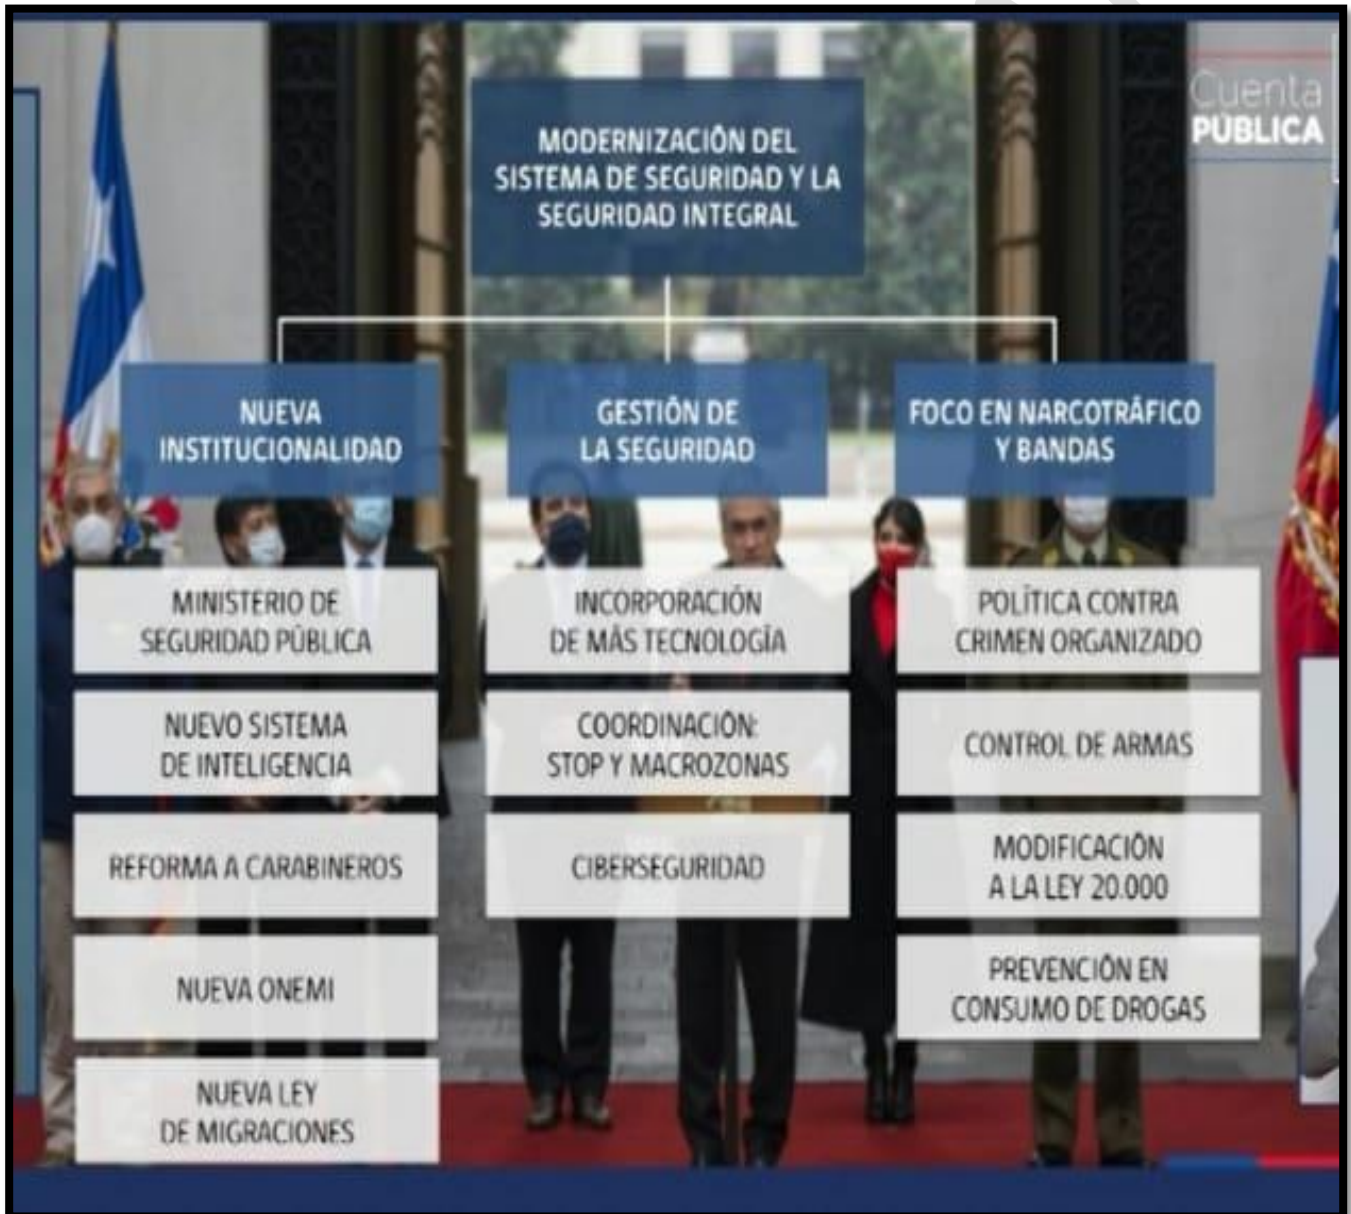 Cuenta
PÚBLICA
MODERNIZACIÓN DEL
SISTEMA DE SEGURIDAD Y LA
SEGURIDAD INTEGRAL
NUEVA
INSTITUCIONALIDAD
MINISTERIO DE
SEGURIDAD PÚBLICA
NUEVO SISTEMA
DE INTELIGENCIA
REFORMA A CARABINEROS
NUEVA ONEMI
NUEVA LEY
DE MIGRACIONES
GESTIÓN DE
LA SEGURIDAD
INCORPORACIÓN
DE MÁS TECNOLOGÍA
COORDINACIÓN:
STOP Y MACROZONAS
CIBERSEGURIDAD
FOCO EN NARCOTRÁFICO
Y BANDAS
POLÍTICA CONTRA
CRIMEN ORGANIZADO
CONTROL DE ARMAS
MODIFICACIÓN
A LA LEY 20.000
PREVENCIÓN EN
CONSUMO DE DROGAS